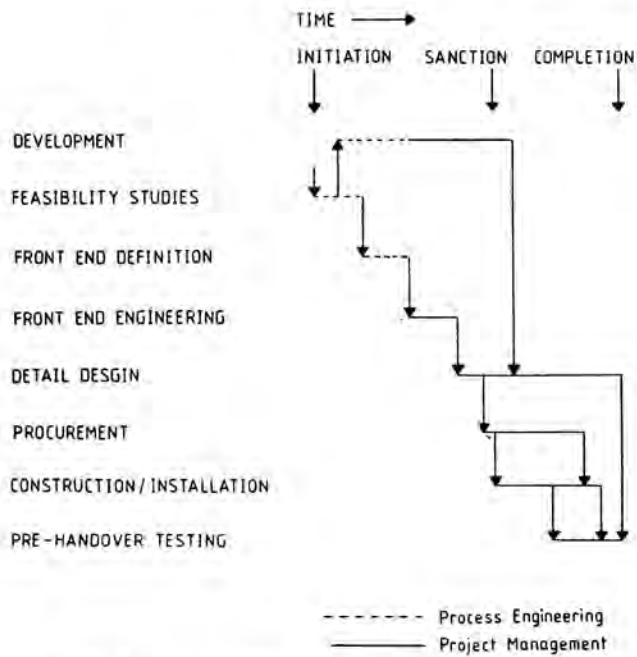 TIME
INITIATION SANCTION COMPLETION
DEVELOPMENT
FEASIBILITY STUDIES
FRONT END DEFINITION
FRONT END ENGINEERING
DETAIL DESGIN
PROCUREMENT
CONSTRUCTION/INSTALLATION
PRE-HANDOVER TESTING
Process Engineering
Project Management